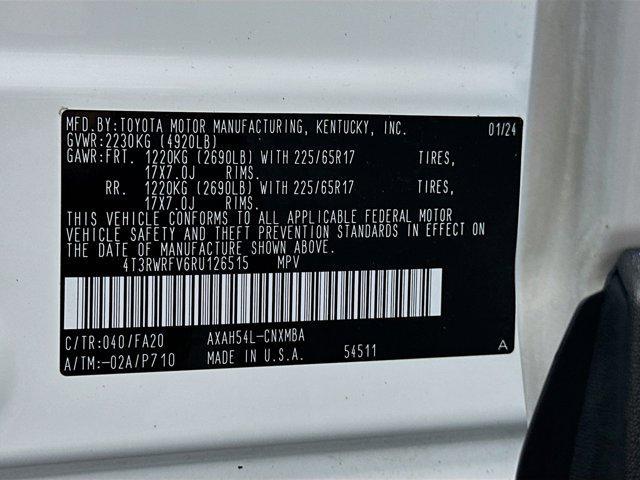 MFD.BY:TOYOTA MOTOR MANUFACTURING, KENTUCKY, INC. 01/24
GVWR:2230KG (4920LB)
GAWR:FRT. 1220KG (2690LB) WITH 225/65R17 TIRES,
17X7.0J RIMS.
RR. 1220KG (2690LB) WITH 225/65R17 TIRES,
17X7.0J RIMS.
THIS VEHICLE CONFORMS TO ALL APPLICABLE FEDERAL MOTOR
VEHICLE SAFETY AND THEFT PREVENTION STANDARDS IN EFFECT ON
THE DATE OF MANUFACTURE SHOWN ABOVE.
4T3RWRFV6RU126515 MPV
C/TR:040/FA20 AXAH54L-CNXMBA
A/TM:-02A/P710 MADE IN U.S.A. 54511 A